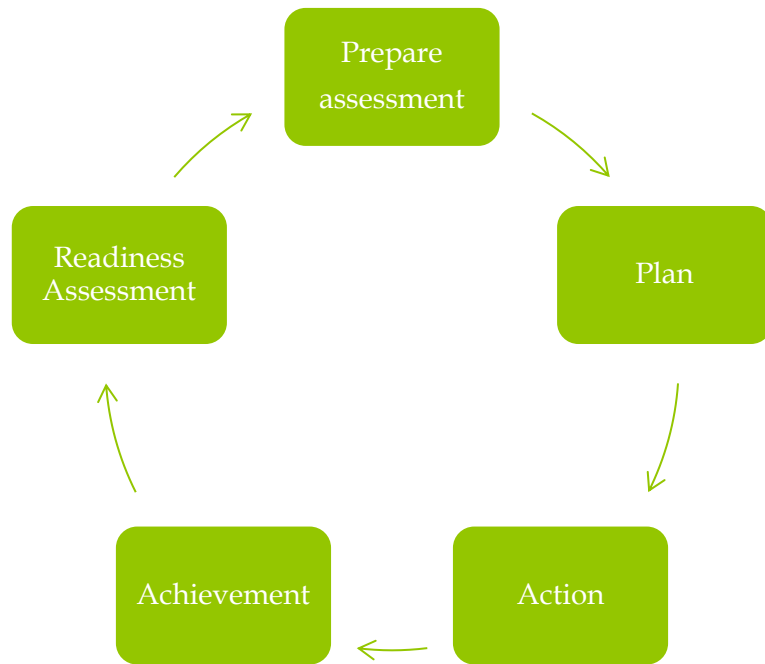 Prepare
assessment
Plan
Action
Achievement
Readiness
Assessment